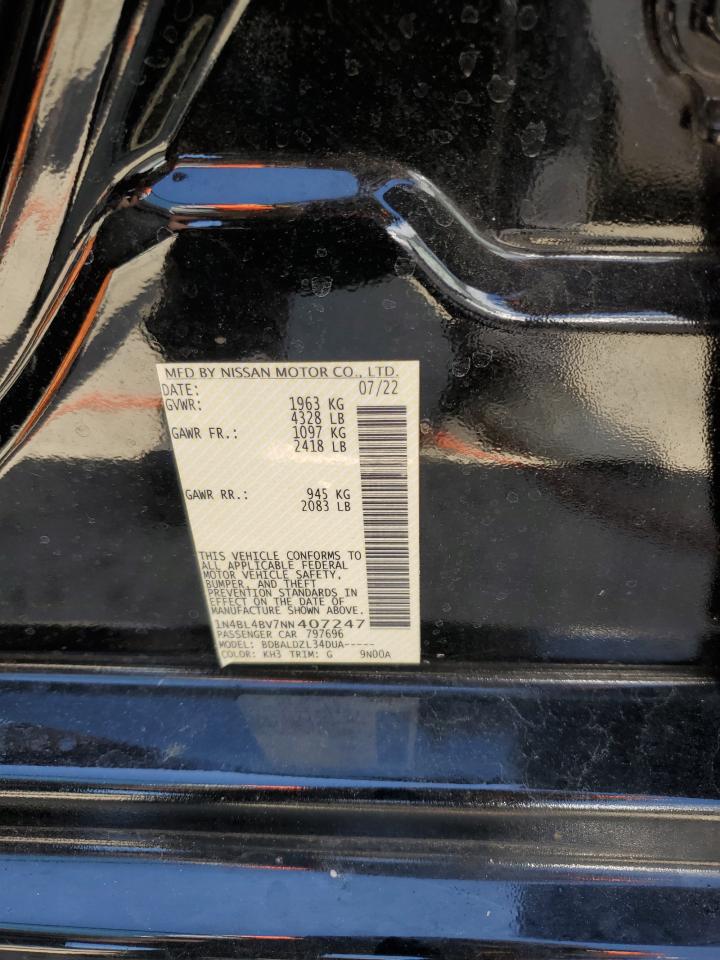 MFD BY NISSAN MOTOR CO., LTD.
DATE: 07/22
GVWR: 1963 KG
4328 LB
GAWR FR.: 1097 KG
2418 LB
GAWR RR.: 945 KG
2083 LB
THIS VEHICLE CONFORMS TO
ALL APPLICABLE FEDERAL
MOTOR VEHICLE SAFETY,
BUMPER, AND THEFT
PREVENTION STANDARDS IN
EFFECT ON THE DATE OF
MANUFACTURE SHOWN ABOVE.
1N4BL4BV7NN407247
PASSENGER CAR 797696
MODEL: BDBALDZL34DUA-----
COLOR: KH3 TRIM: G 9N00A